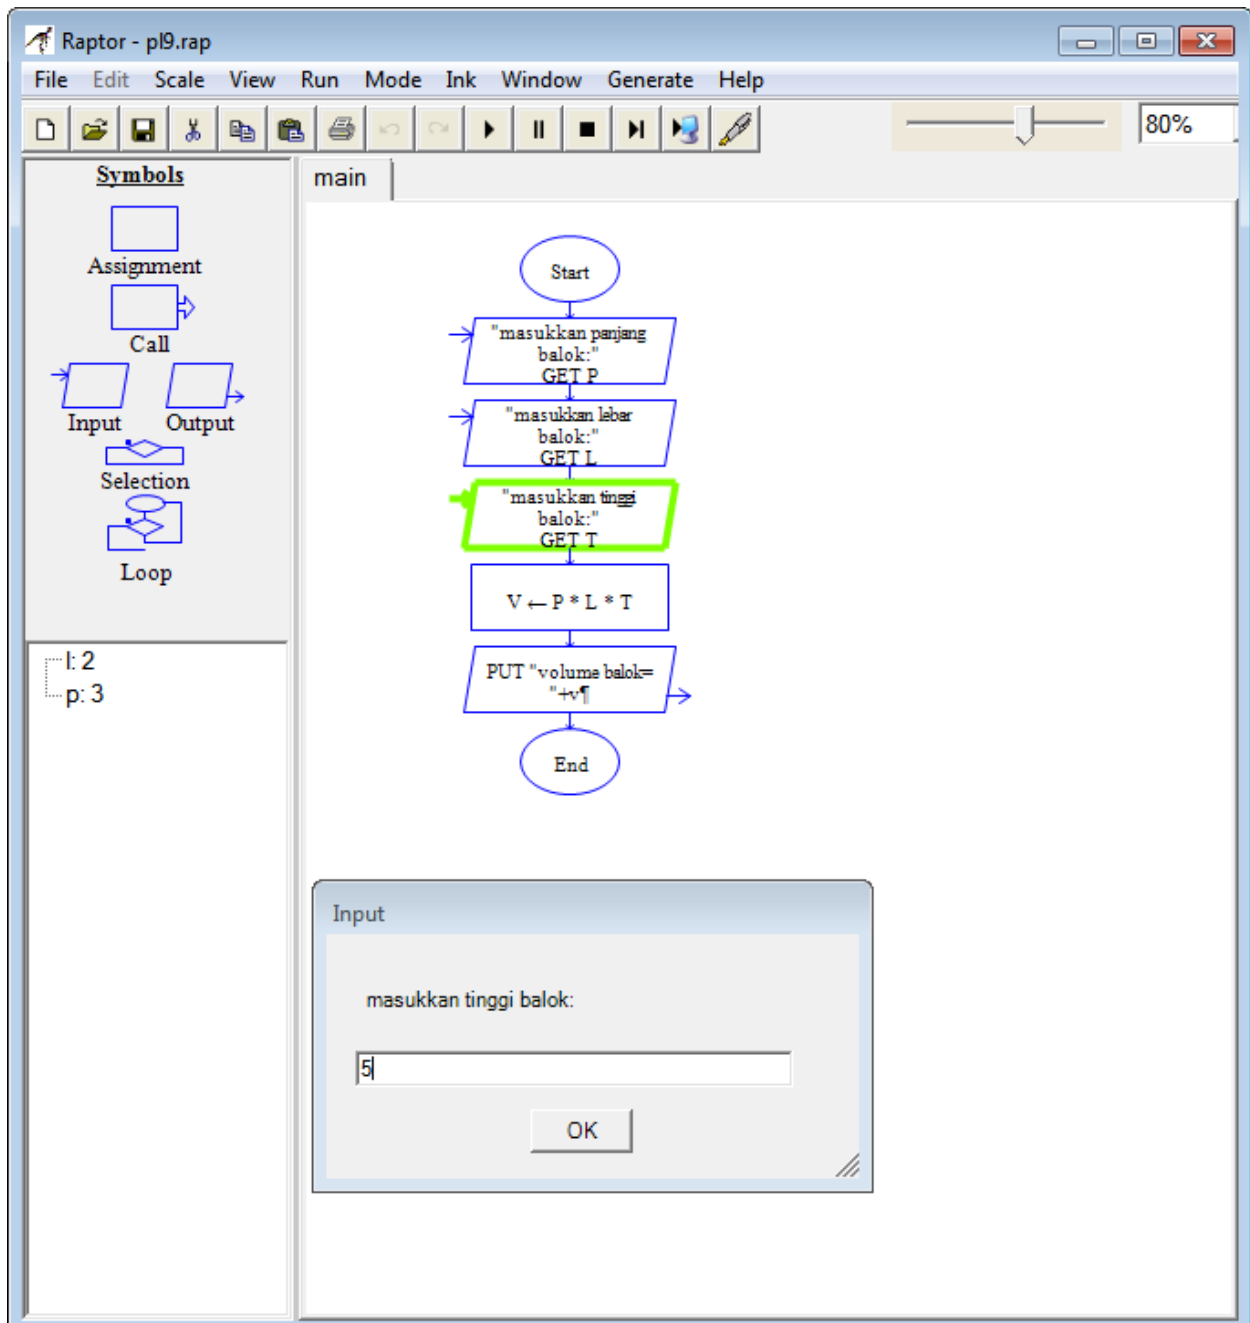 Raptor - pl9.rap
File Edit Scale View Run Mode Ink Window Generate Help
80%
Symbols
Assignment
Call
Input Output
Selection
Loop
l: 2
p: 3
main
Start
"masukkan panjang
balok:"
GET P
"masukkan lebar
balok:"
GET L
"masukkan tinggi
balok:"
GET T
V ← P * L * T
PUT "volume balok=
"+v¶
End
Input
masukkan tinggi balok:
5
OK